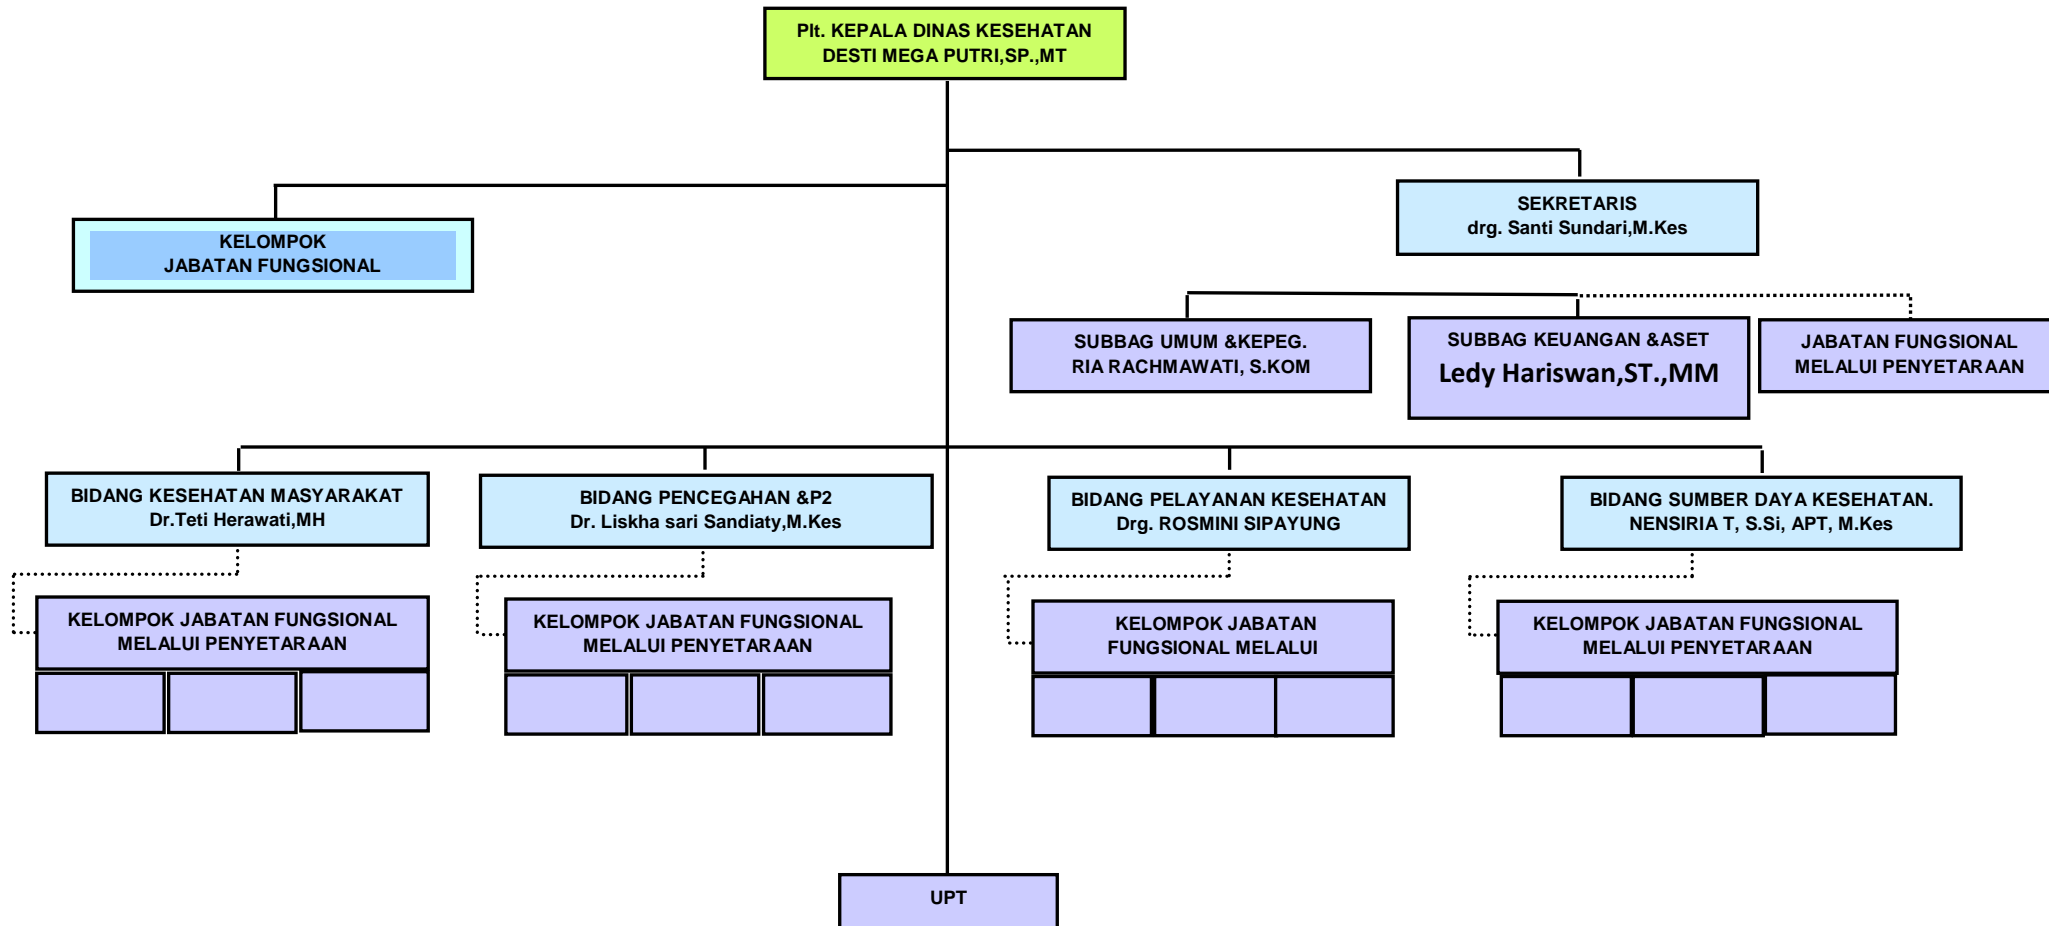 Plt. KEPALA DINAS KESEHATAN
DESTI MEGA PUTRI,SP.,MT
SEKRETARIS
drg. Santi Sundari,M.Kes
KELOMPOK
JABATAN FUNGSIONAL
SUBBAG UMUM &KEPEG.
RIA RACHMAWATI, S.KOM
SUBBAG KEUANGAN &ASET
Ledy Hariswan,ST.,MM
JABATAN FUNGSIONAL
MELALUI PENYETARAAN
BIDANG KESEHATAN MASYARAKAT
Dr.Teti Herawati,MH
BIDANG PENCEGAHAN &P2
Dr. Liskha sari Sandiaty,M.Kes
BIDANG PELAYANAN KESEHATAN
Drg. ROSMINI SIPAYUNG
BIDANG SUMBER DAYA KESEHATAN.
NENSIRIA T, S.Si, APT, M.Kes
KELOMPOK JABATAN FUNGSIONAL
MELALUI PENYETARAAN
KELOMPOK JABATAN FUNGSIONAL
MELALUI PENYETARAAN
KELOMPOK JABATAN
FUNGSIONAL MELALUI
KELOMPOK JABATAN FUNGSIONAL
MELALUI PENYETARAAN
UPT